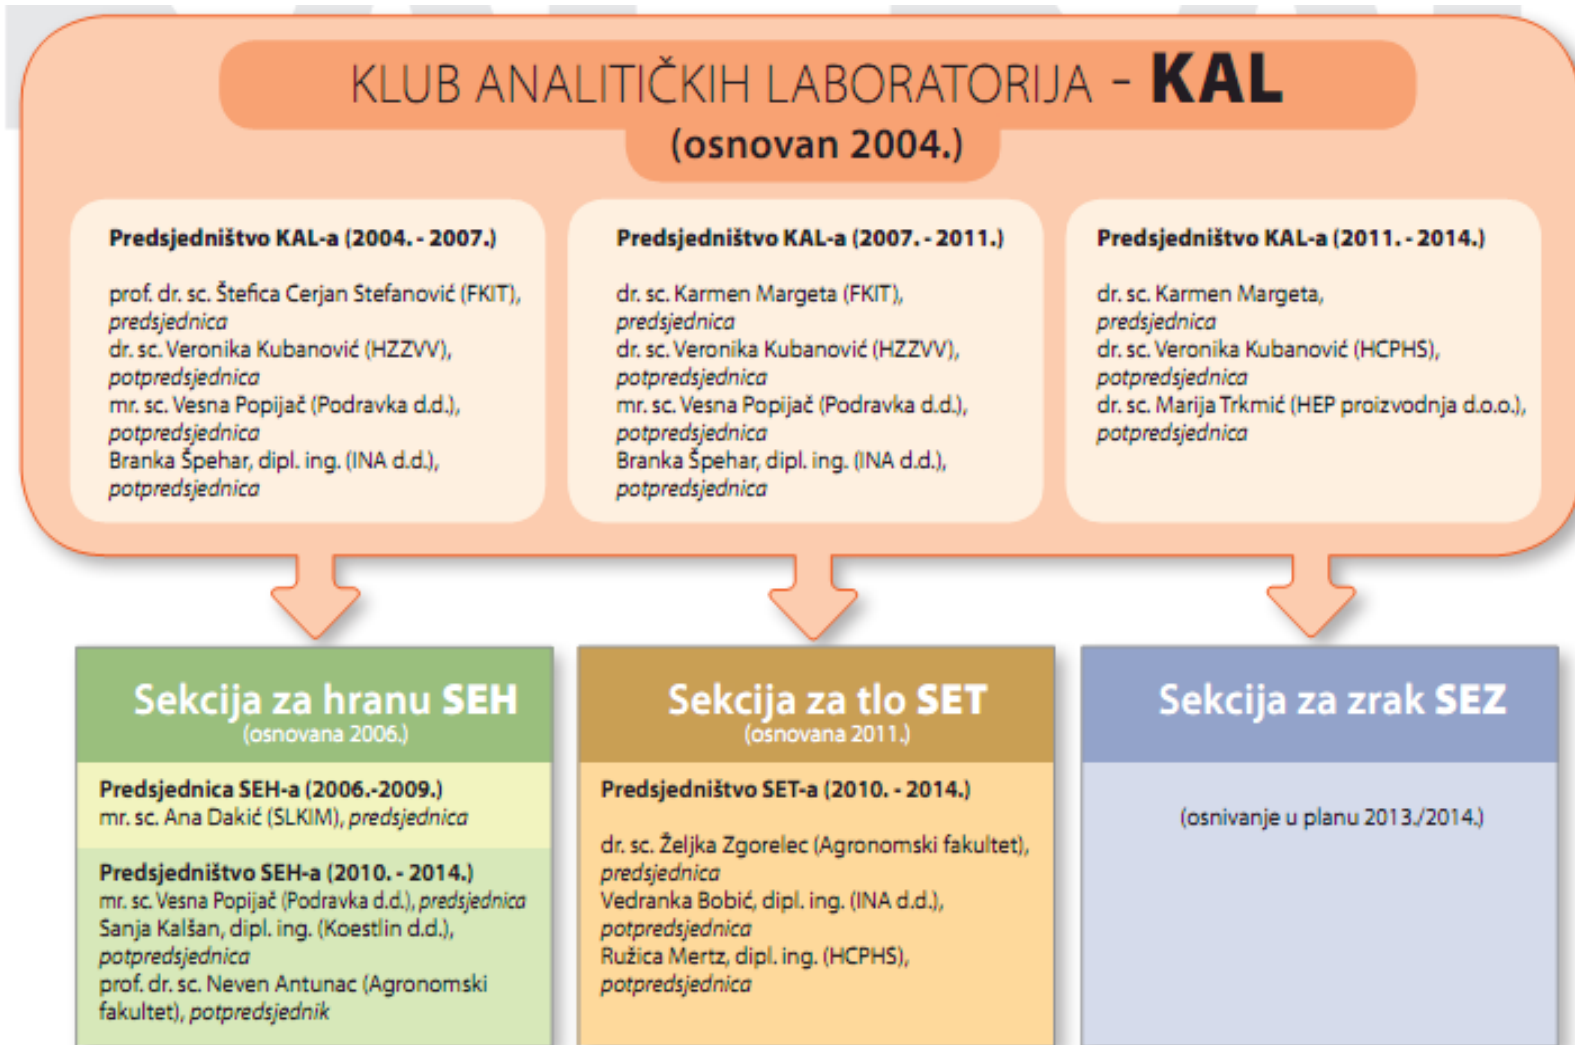 KLUB ANALITIČKIH LABORATORIJA - KAL
(osnovan 2004.)
Predsjedništvo KAL-a (2004. - 2007.)
prof. dr. sc. Štefica Cerjan Stefanović (FKIT),
predsjednica
dr. sc. Veronika Kubanović (HZZVV),
potpredsjednica
mr. sc. Vesna Popijač (Podravka d.d.),
potpredsjednica
Branka Špehar, dipl. ing. (INA d.d.),
potpredsjednica
Predsjedništvo KAL-a (2007. - 2011.)
dr. sc. Karmen Margeta (FKIT),
predsjednica
dr. sc. Veronika Kubanović (HZZVV),
potpredsjednica
mr. sc. Vesna Popijač (Podravka d.d.),
potpredsjednica
Branka Špehar, dipl. ing. (INA d.d.),
potpredsjednica
Predsjedništvo KAL-a (2011. - 2014.)
dr. sc. Karmen Margeta,
predsjednica
dr. sc. Veronika Kubanović (HCPHS),
potpredsjednica
dr. sc. Marija Trkmić (HEP proizvodnja d.o.o.),
potpredsjednica
Sekcija za hranu SEH
(osnovana 2006.)
Predsjednica SEH-a (2006.-2009.)
mr. sc. Ana Dakić (SLKIM), predsjednica
Predsjedništvo SEH-a (2010. - 2014.)
mr. sc. Vesna Popijač (Podravka d.d.), predsjednica
Sanja Kalšan, dipl. ing. (Koestlin d.d.),
potpredsjednica
prof. dr. sc. Neven Antunac (Agronomski
fakultet), potpredsjednik
Sekcija za tlo SET
(osnovana 2011.)
Predsjedništvo SET-a (2010. - 2014.)
dr. sc. Željka Zgorelec (Agronomski fakultet),
predsjednica
Vedranka Bobić, dipl. ing. (INA d.d.),
potpredsjednica
Ružica Mertz, dipl. ing. (HCPHS),
potpredsjednica
Sekcija za zrak SEZ
(osnivanje u planu 2013./2014.)